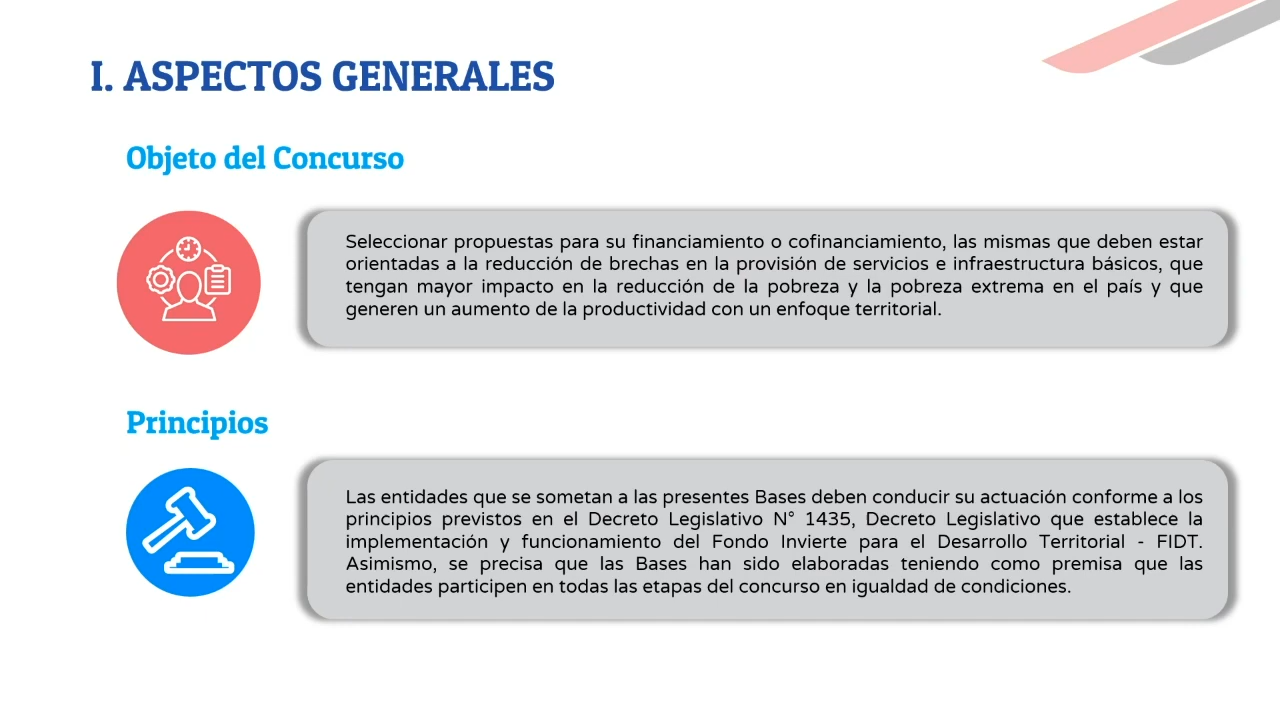 I. ASPECTOS GENERALES
Objeto del Concurso
Seleccionar propuestas para su financiamiento o cofinanciamiento, las mismas que deben estar
orientadas a la reducción de brechas en la provisión de servicios e infraestructura básicos, que
tengan mayor impacto en la reducción de la pobreza y la pobreza extrema en el país y que
generen un aumento de la productividad con un enfoque territorial.
Principios
Las entidades que se sometan a las presentes Bases deben conducir su actuación conforme a los
principios previstos en el Decreto Legislativo N° 1435, Decreto Legislativo que establece la
implementación y funcionamiento del Fondo Invierte para el Desarrollo Territorial - FIDT.
Asimismo, se precisa que las Bases han sido elaboradas teniendo como premisa que las
entidades participen en todas las etapas del concurso en igualdad de condiciones.